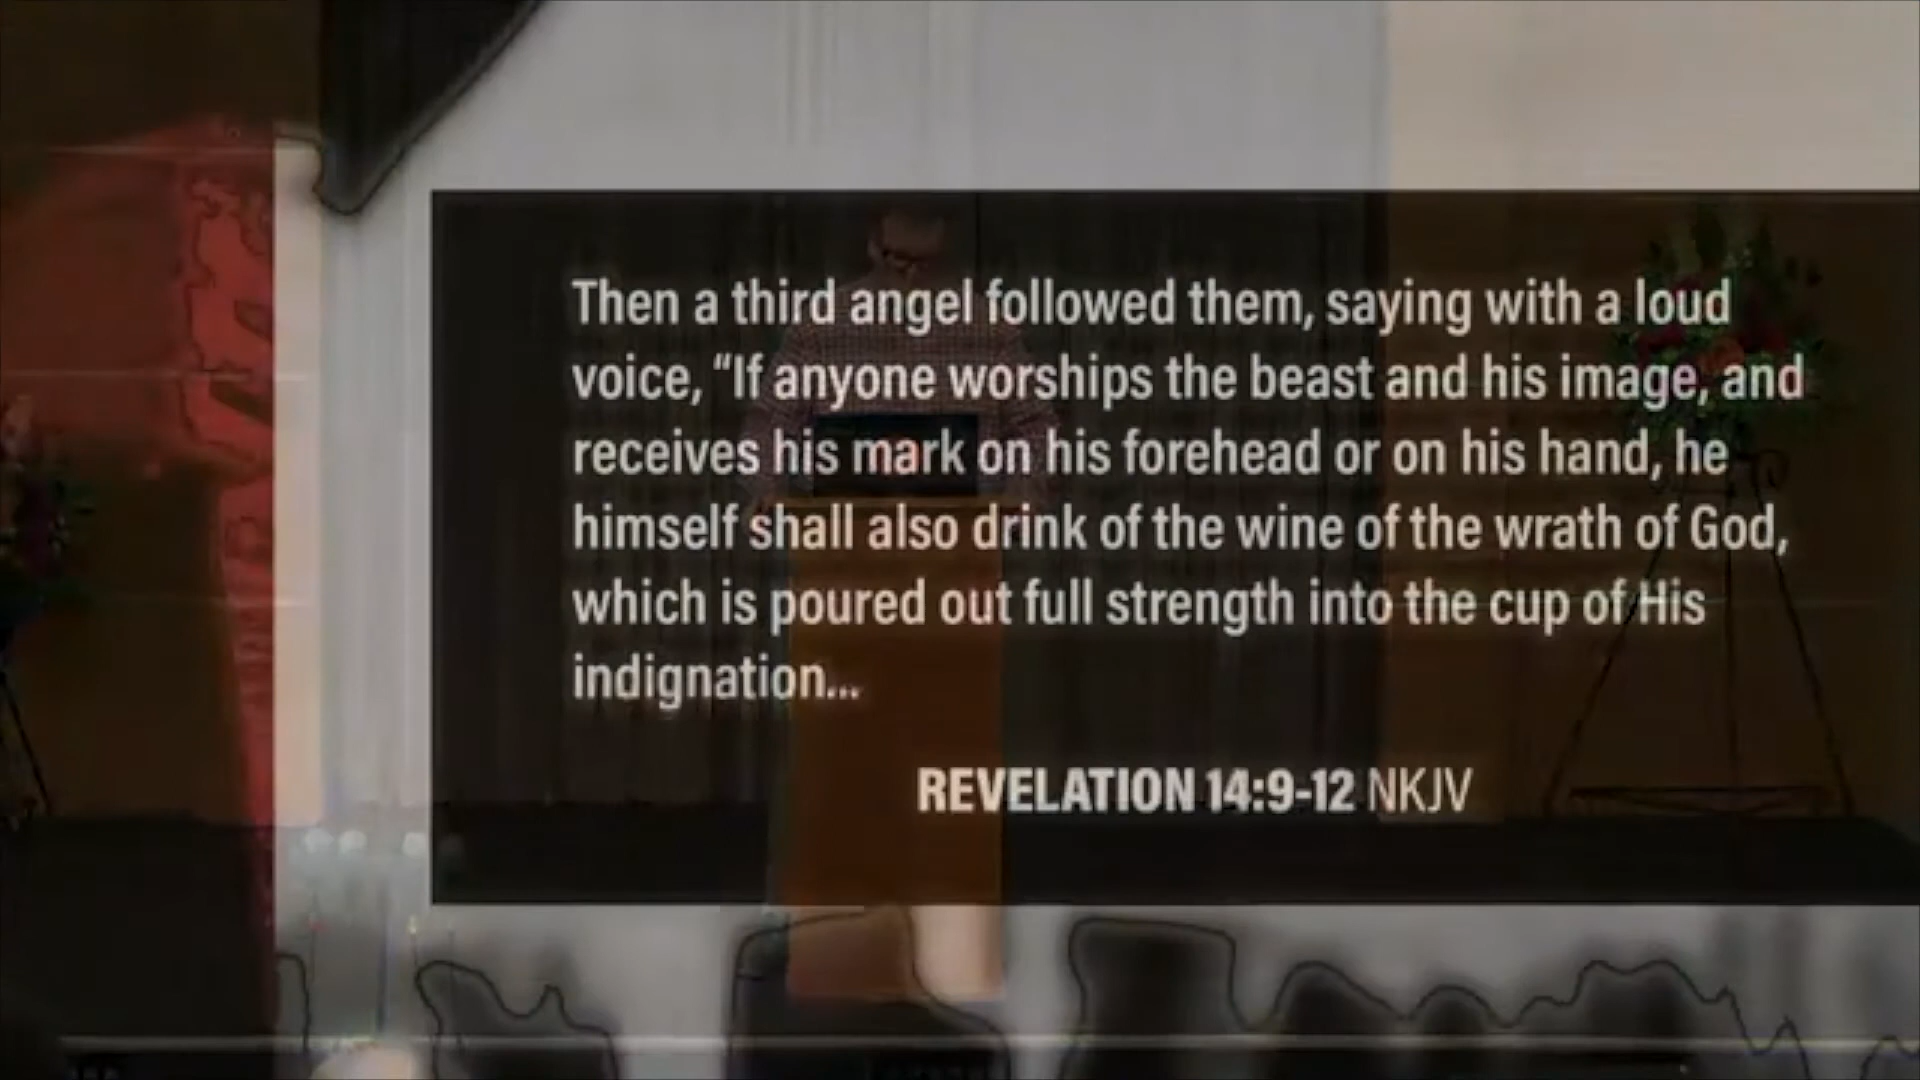 Then a third angel followed them, saying with a loud
voice, “If anyone worships the beast and his image, and
receives his mark on his forehead or on his hand, he
himself shall also drink of the wine of the wrath of God,
which is poured out full strength into the cup of His
indignation...
REVELATION 14:9-12 NKJV